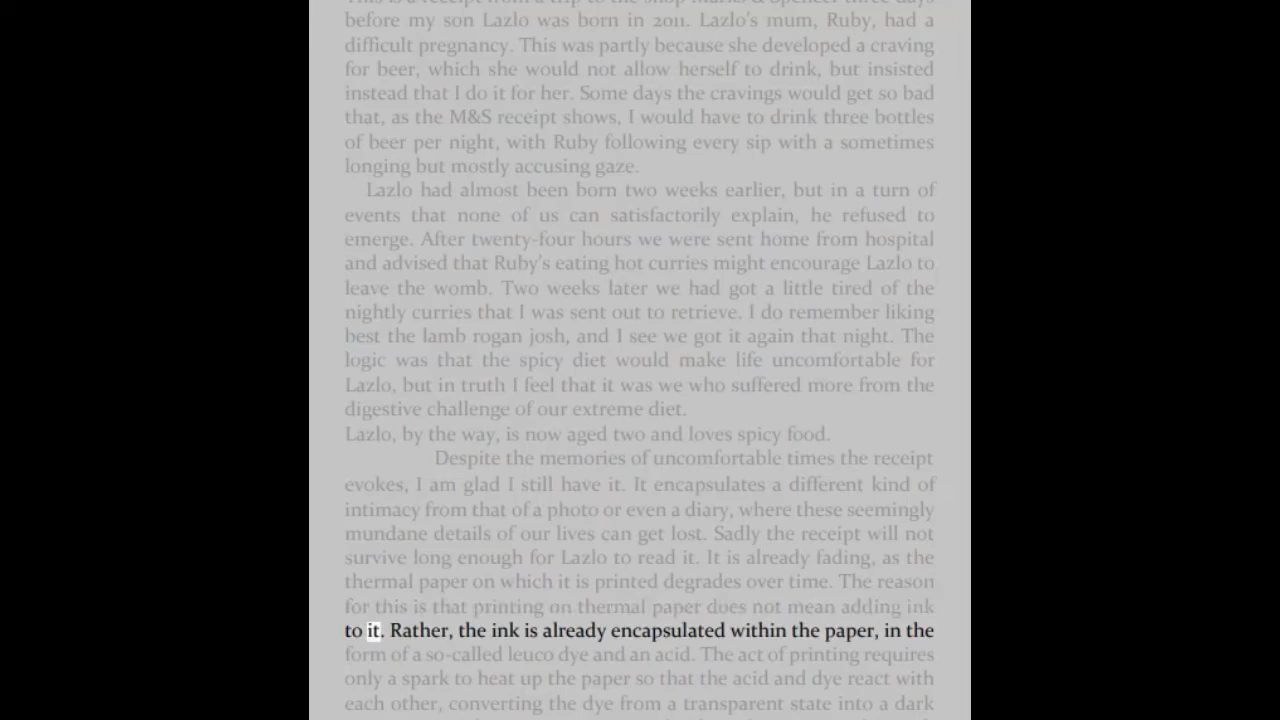 This is a receipt from a trip to the shop Marks & Spencer three days
before my son Lazlo was born in 2011. Lazlo's mum, Ruby, had a
difficult pregnancy. This was partly because she developed a craving
for beer, which she would not allow herself to drink, but insisted
instead that I do it for her. Some days the cravings would get so bad
that, as the M&S receipt shows, I would have to drink three bottles
of beer per night, with Ruby following every sip with a sometimes
longing but mostly accusing gaze.
Lazlo had almost been born two weeks earlier, but in a turn of
events that none of us can satisfactorily explain, he refused to
emerge. After twenty-four hours we were sent home from hospital
and advised that Ruby's eating hot curries might encourage Lazlo to
leave the womb. Two weeks later we had got a little tired of the
nightly curries that I was sent out to retrieve. I do remember liking
best the lamb rogan josh, and I see we got it again that night. The
logic was that the spicy diet would make life uncomfortable for
Lazlo, but in truth I feel that it was we who suffered more from the
digestive challenge of our extreme diet.
Lazlo, by the way, is now aged two and loves spicy food.
Despite the memories of uncomfortable times the receipt
evokes, I am glad I still have it. It encapsulates a different kind of
intimacy from that of a photo or even a diary, where these seemingly
mundane details of our lives can get lost. Sadly the receipt will not
survive long enough for Lazlo to read it. It is already fading, as the
thermal paper on which it is printed degrades over time. The reason
for this is that printing on thermal paper does not mean adding ink
to it. Rather, the ink is already encapsulated within the paper, in the
form of a so-called leuco dye and an acid. The act of printing requires
only a spark to heat up the paper so that the acid and dye react with
each other, converting the dye from a transparent state into a dark